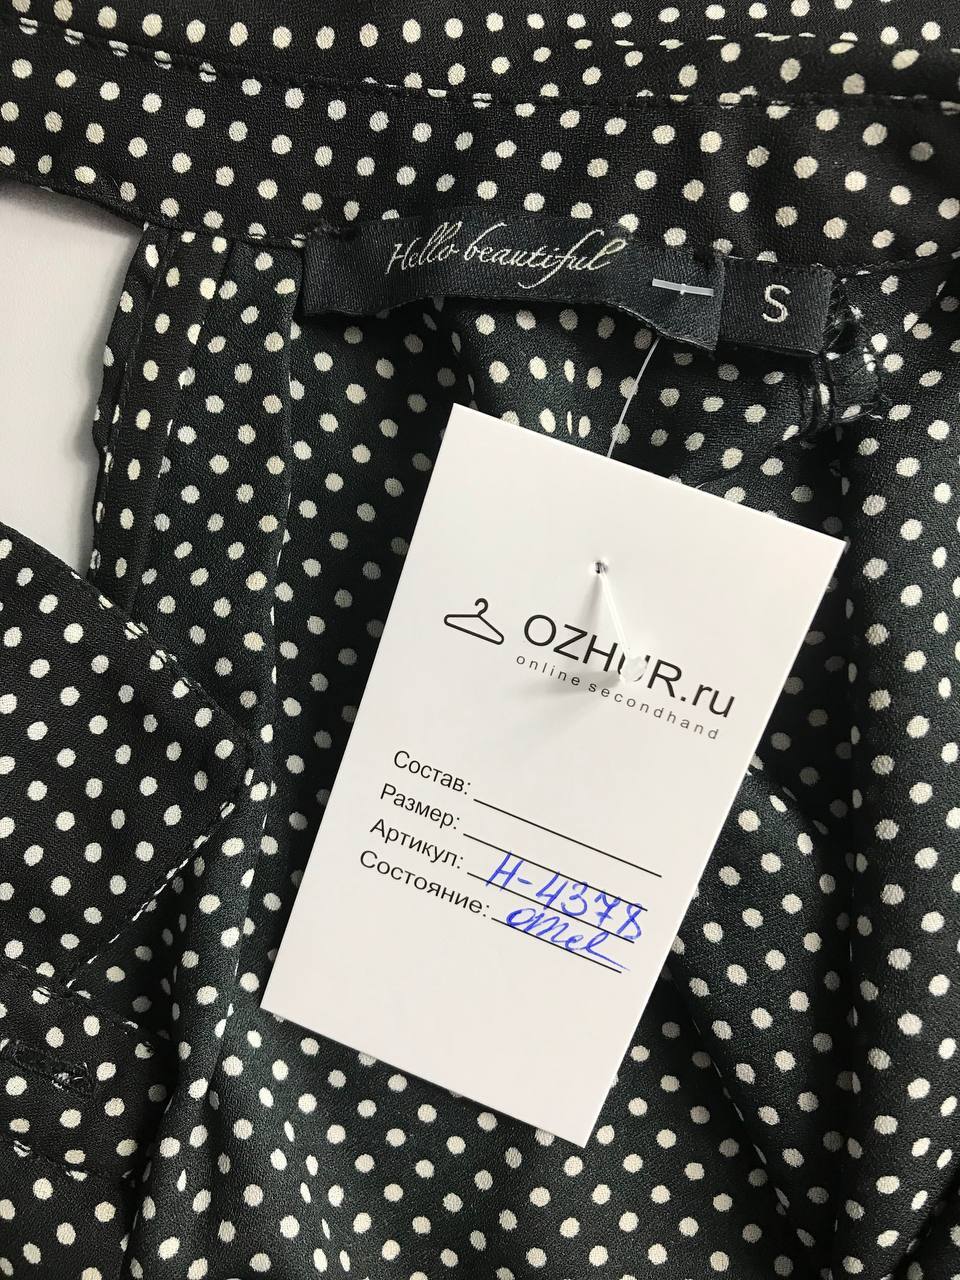 Hello beautiful
S
OZHUR.ru
online secondhand
Состав:
Размер:
Артикул: Н-4378
Состояние: отл